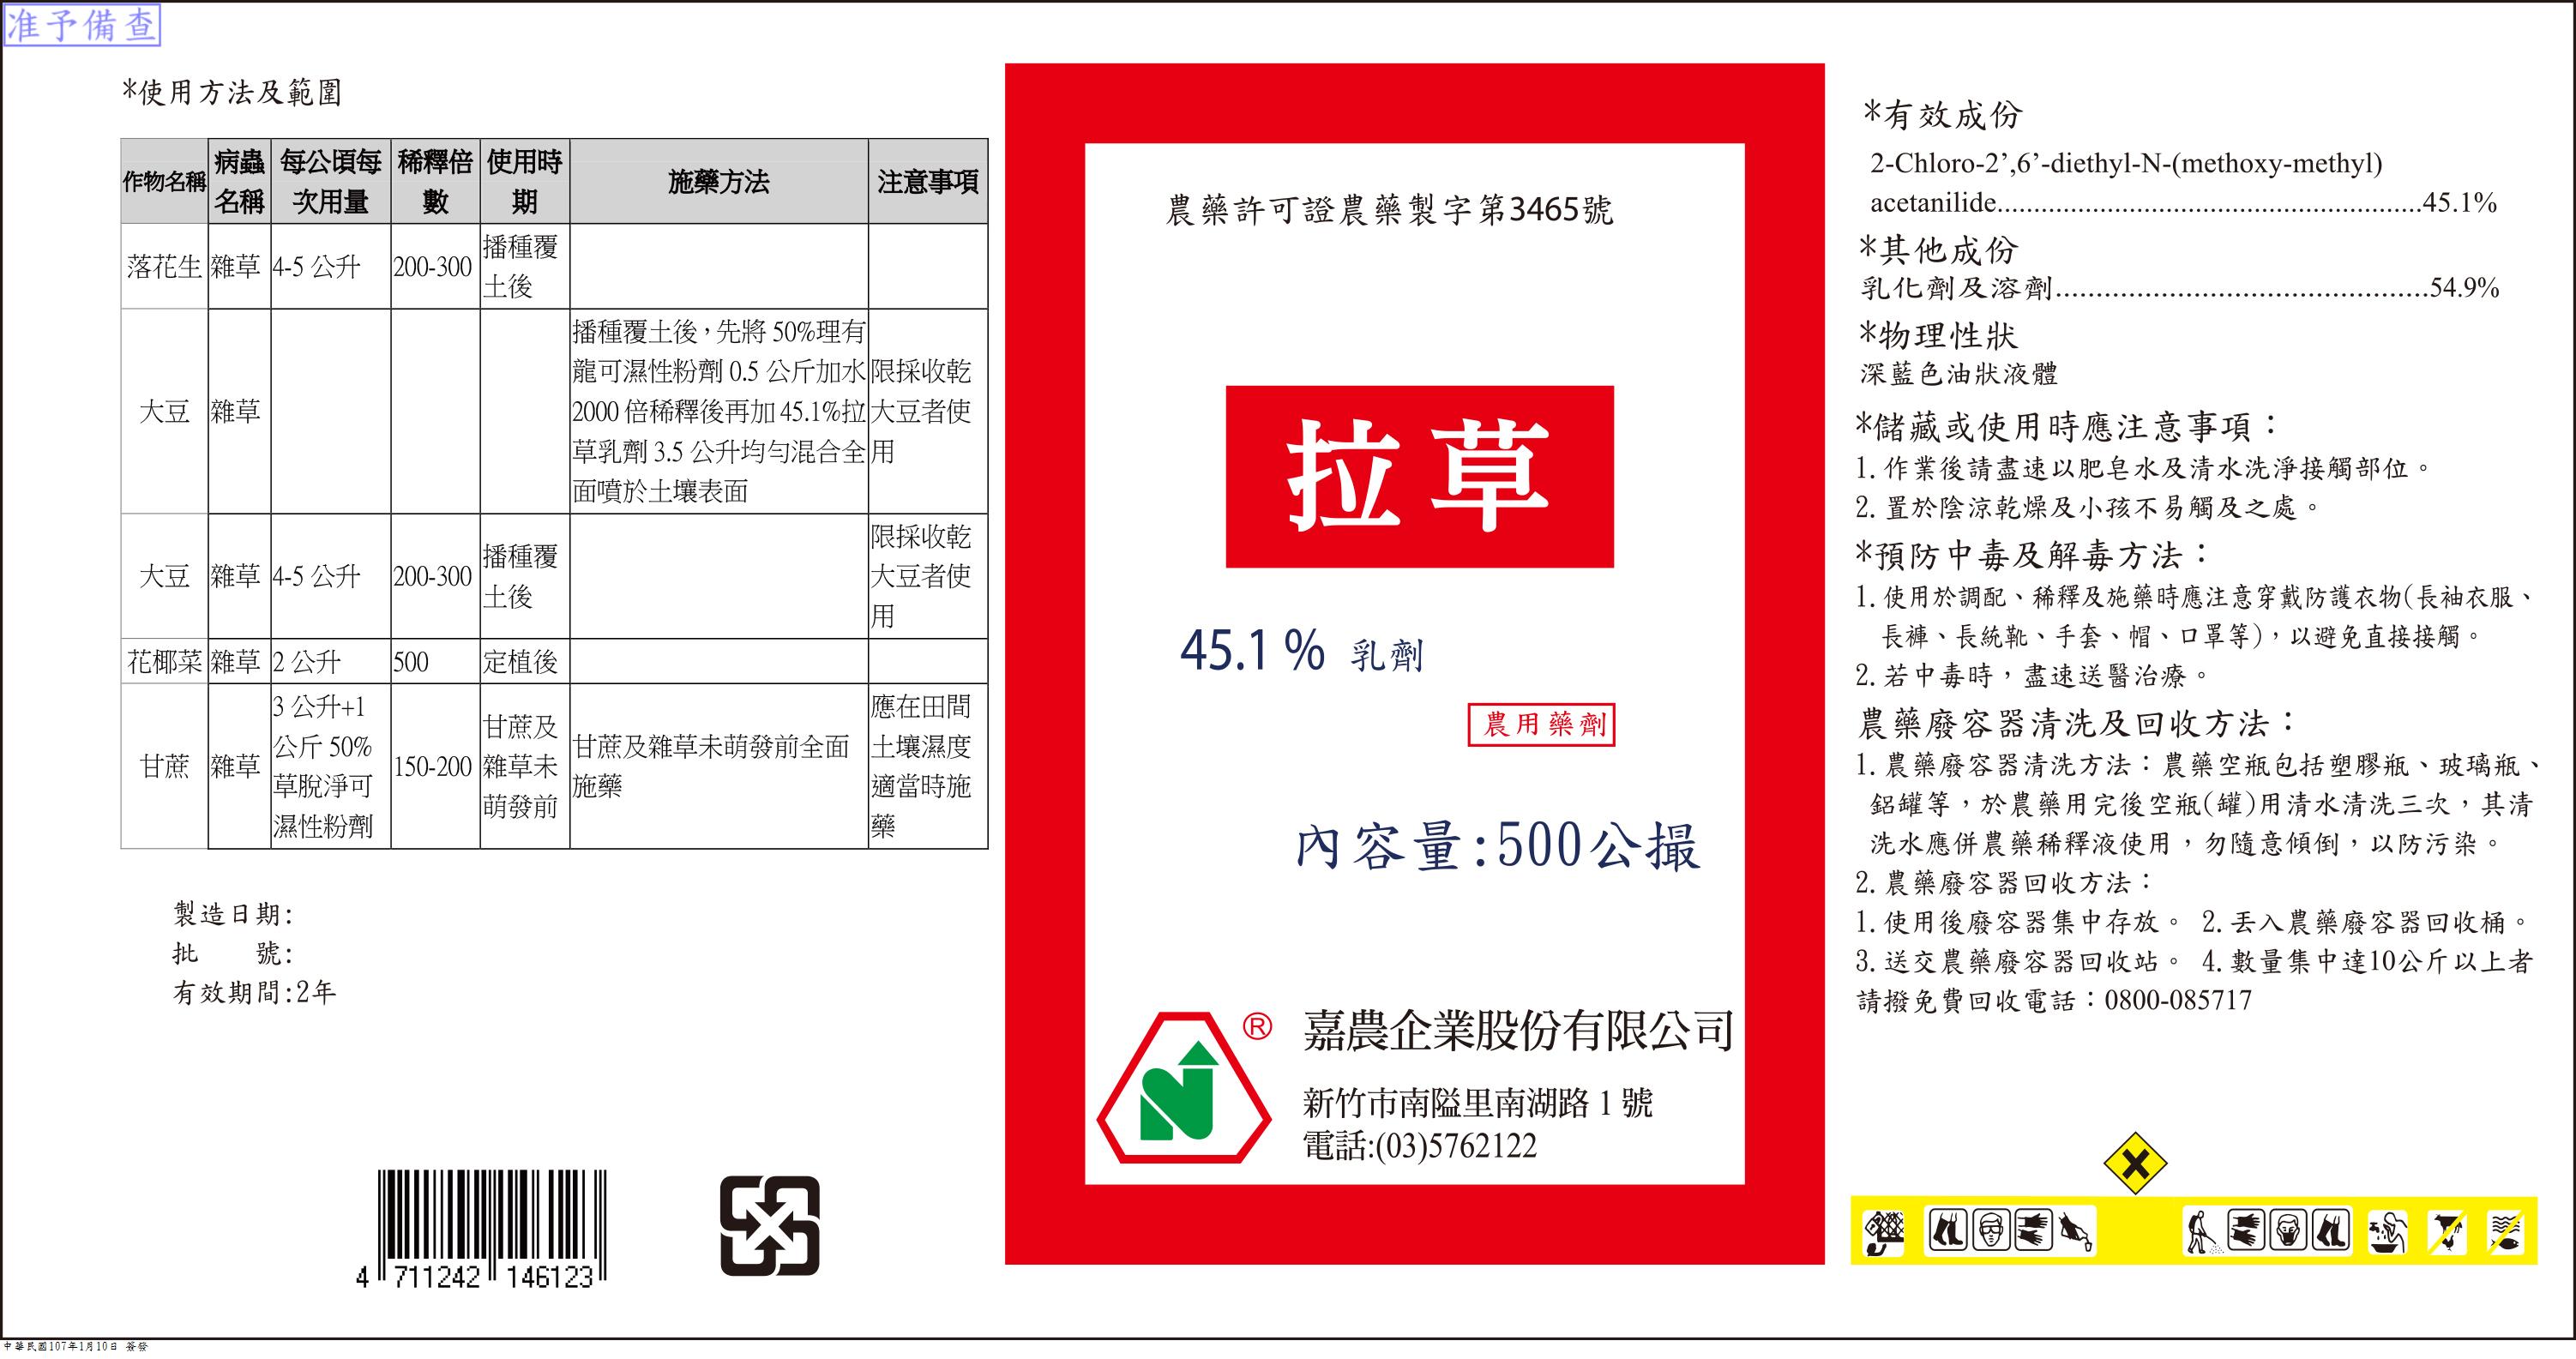 准予備查
*使用方法及範圍
作物名稱 病蟲名稱 每公頃每次用量 稀釋倍數 使用時期 施藥方法 注意事項
落花生 雜草 4-5 公升 200-300 播種覆土後
大豆 雜草 播種覆土後，先將 50%理有龍可濕性粉劑 0.5 公斤加水 2000 倍稀釋後再加 45.1%拉草乳劑 3.5 公升均勻混合全面噴於土壤表面 限採收乾大豆者使用
大豆 雜草 4-5 公升 200-300 播種覆土後 限採收乾大豆者使用
花椰菜 雜草 2 公升 500 定植後
甘蔗 雜草 3 公升+1 公斤 50%草脫淨可濕性粉劑 150-200 甘蔗及雜草未萌發前 甘蔗及雜草未萌發前全面施藥 應在田間土壤濕度適當時施藥
製造日期:
批　　號:
有效期間:2年
4 711242 146123
農藥許可證農藥製字第3465號
拉草
45.1 % 乳劑
農用藥劑
內容量:500公撮
®
嘉農企業股份有限公司
新竹市南隘里南湖路 1 號
電話:(03)5762122
*有效成份
2-Chloro-2’,6’-diethyl-N-(methoxy-methyl)
acetanilide............................................................45.1%
*其他成份
乳化劑及溶劑...............................................54.9%
*物理性狀
深藍色油狀液體
*儲藏或使用時應注意事項：
1.作業後請盡速以肥皂水及清水洗淨接觸部位。
2.置於陰涼乾燥及小孩不易觸及之處。
*預防中毒及解毒方法：
1.使用於調配、稀釋及施藥時應注意穿戴防護衣物(長袖衣服、
長褲、長統靴、手套、帽、口罩等)，以避免直接接觸。
2.若中毒時，盡速送醫治療。
農藥廢容器清洗及回收方法：
1.農藥廢容器清洗方法：農藥空瓶包括塑膠瓶、玻璃瓶、
鋁罐等，於農藥用完後空瓶(罐)用清水清洗三次，其清
洗水應併農藥稀釋液使用，勿隨意傾倒，以防污染。
2.農藥廢容器回收方法：
1.使用後廢容器集中存放。 2.丟入農藥廢容器回收桶。
3.送交農藥廢容器回收站。 4.數量集中達10公斤以上者
請撥免費回收電話：0800-085717
中華民國107年1月10日 簽發